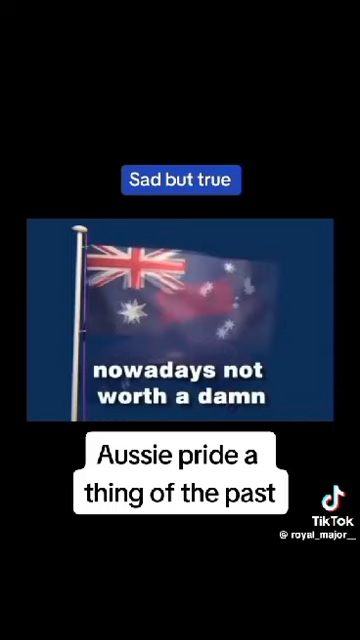 Sad but true
nowadays not
worth a damn
Aussie pride a
thing of the past
TikTok
@ royal_major__